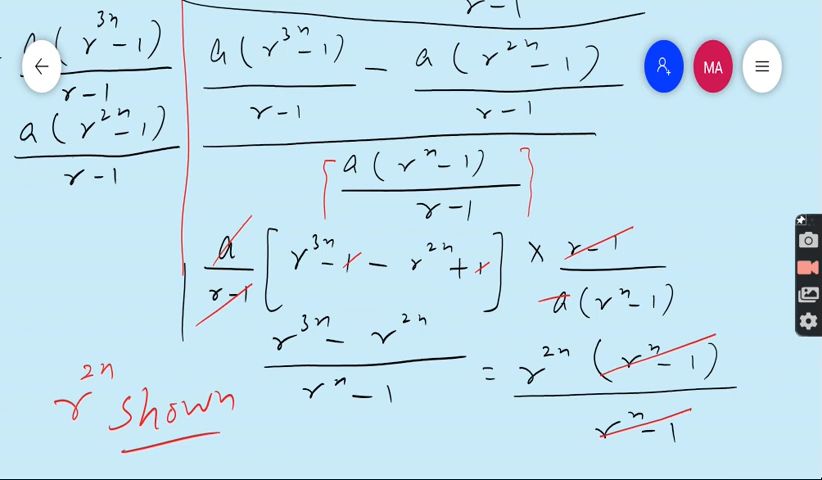 r-1
a(r^{3n}-1)
r-1
a(r^{2n}-1)
r-1
a(r^{3n}-1) - a(r^{2n}-1)
r-1 r-1
a(r^n-1)
r-1
a/r-1 [r^{3n}-1-r^{2n}+1] × r-1/a(r^n-1)
r^{3n}-r^{2n}/r^n-1 = r^{2n}(r^n-1)/r^n-1
r^{2n} shown
MA